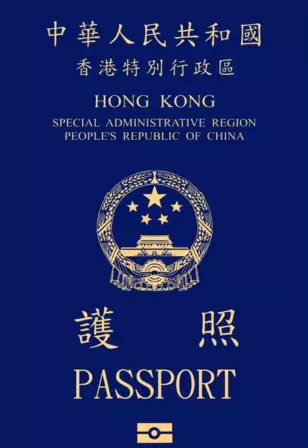 中華人民共和國
香港特別行政區
HONG KONG
SPECIAL ADMINISTRATIVE REGION
PEOPLE'S REPUBLIC OF CHINA
護照
PASSPORT